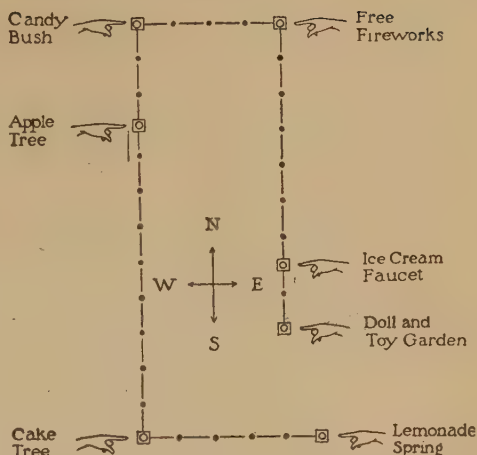 Candy
Bush
Free
Fireworks
Apple
Tree
N
W
E
S
Ice Cream
Faucet
Doll and
Toy Garden
Cake
Tree
Lemonade
Spring